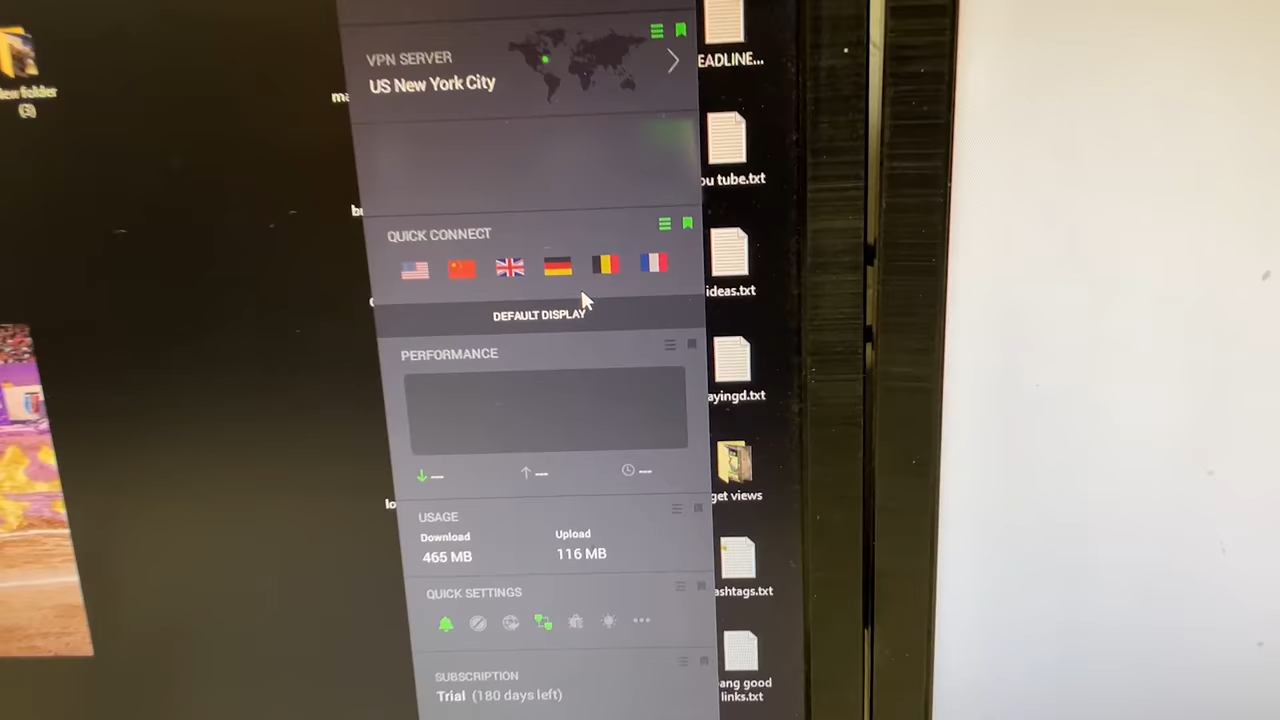 VPN SERVER
US New York City
QUICK CONNECT
DEFAULT DISPLAY
PERFORMANCE
USAGE
Download
Upload
465 MB
116 MB
QUICK SETTINGS
SUBSCRIPTION
Trial (180 days left)
folder
(3)
EADLINE...
ou tube.txt
ideas.txt
ayingd.txt
get views
ashtags.txt
ang good
links.txt